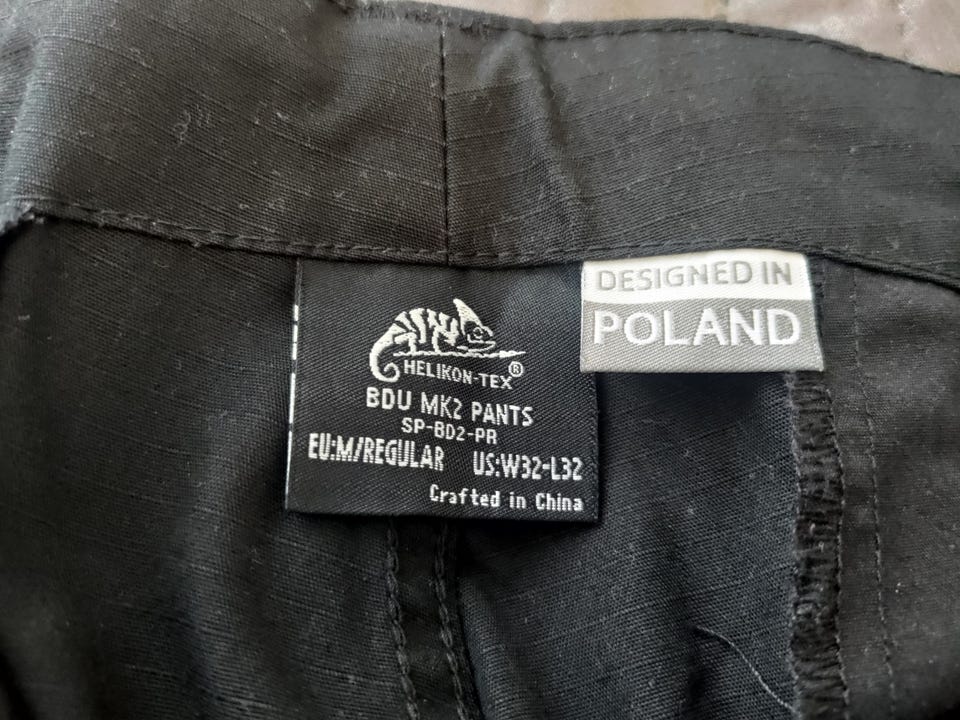 HELIKON-TEX®
BDU MK2 PANTS
SP-BD2-PR
EU:M/REGULAR US:W32-L32
Crafted in China
DESIGNED IN
POLAND